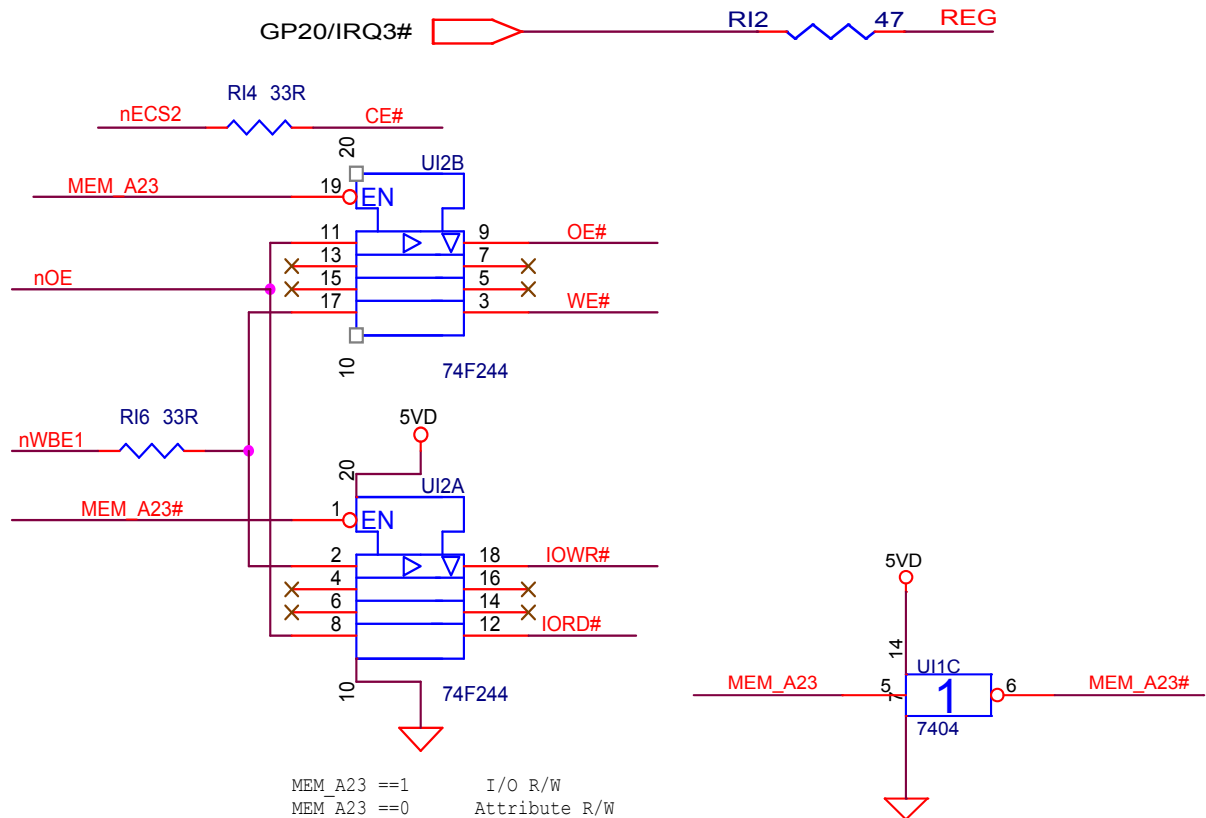 GP20/IRQ3# RI2 47 REG
RI4 33R
nECS2 CE#
20
UI2B
MEM_A23 19 EN
11 9 OE#
13 7
nOE 15 5
17 3 WE#
10
74F244
RI6 33R 5VD
nWBE1
20
UI2A
MEM_A23# 1 EN
2 18 IOWR#
4 16
6 14
8 12 IORD#
10
74F244
5VD
14
UI1C
MEM_A23 5 1 6 MEM_A23#
7
7404
MEM_A23 ==1 I/O R/W
MEM_A23 ==0 Attribute R/W